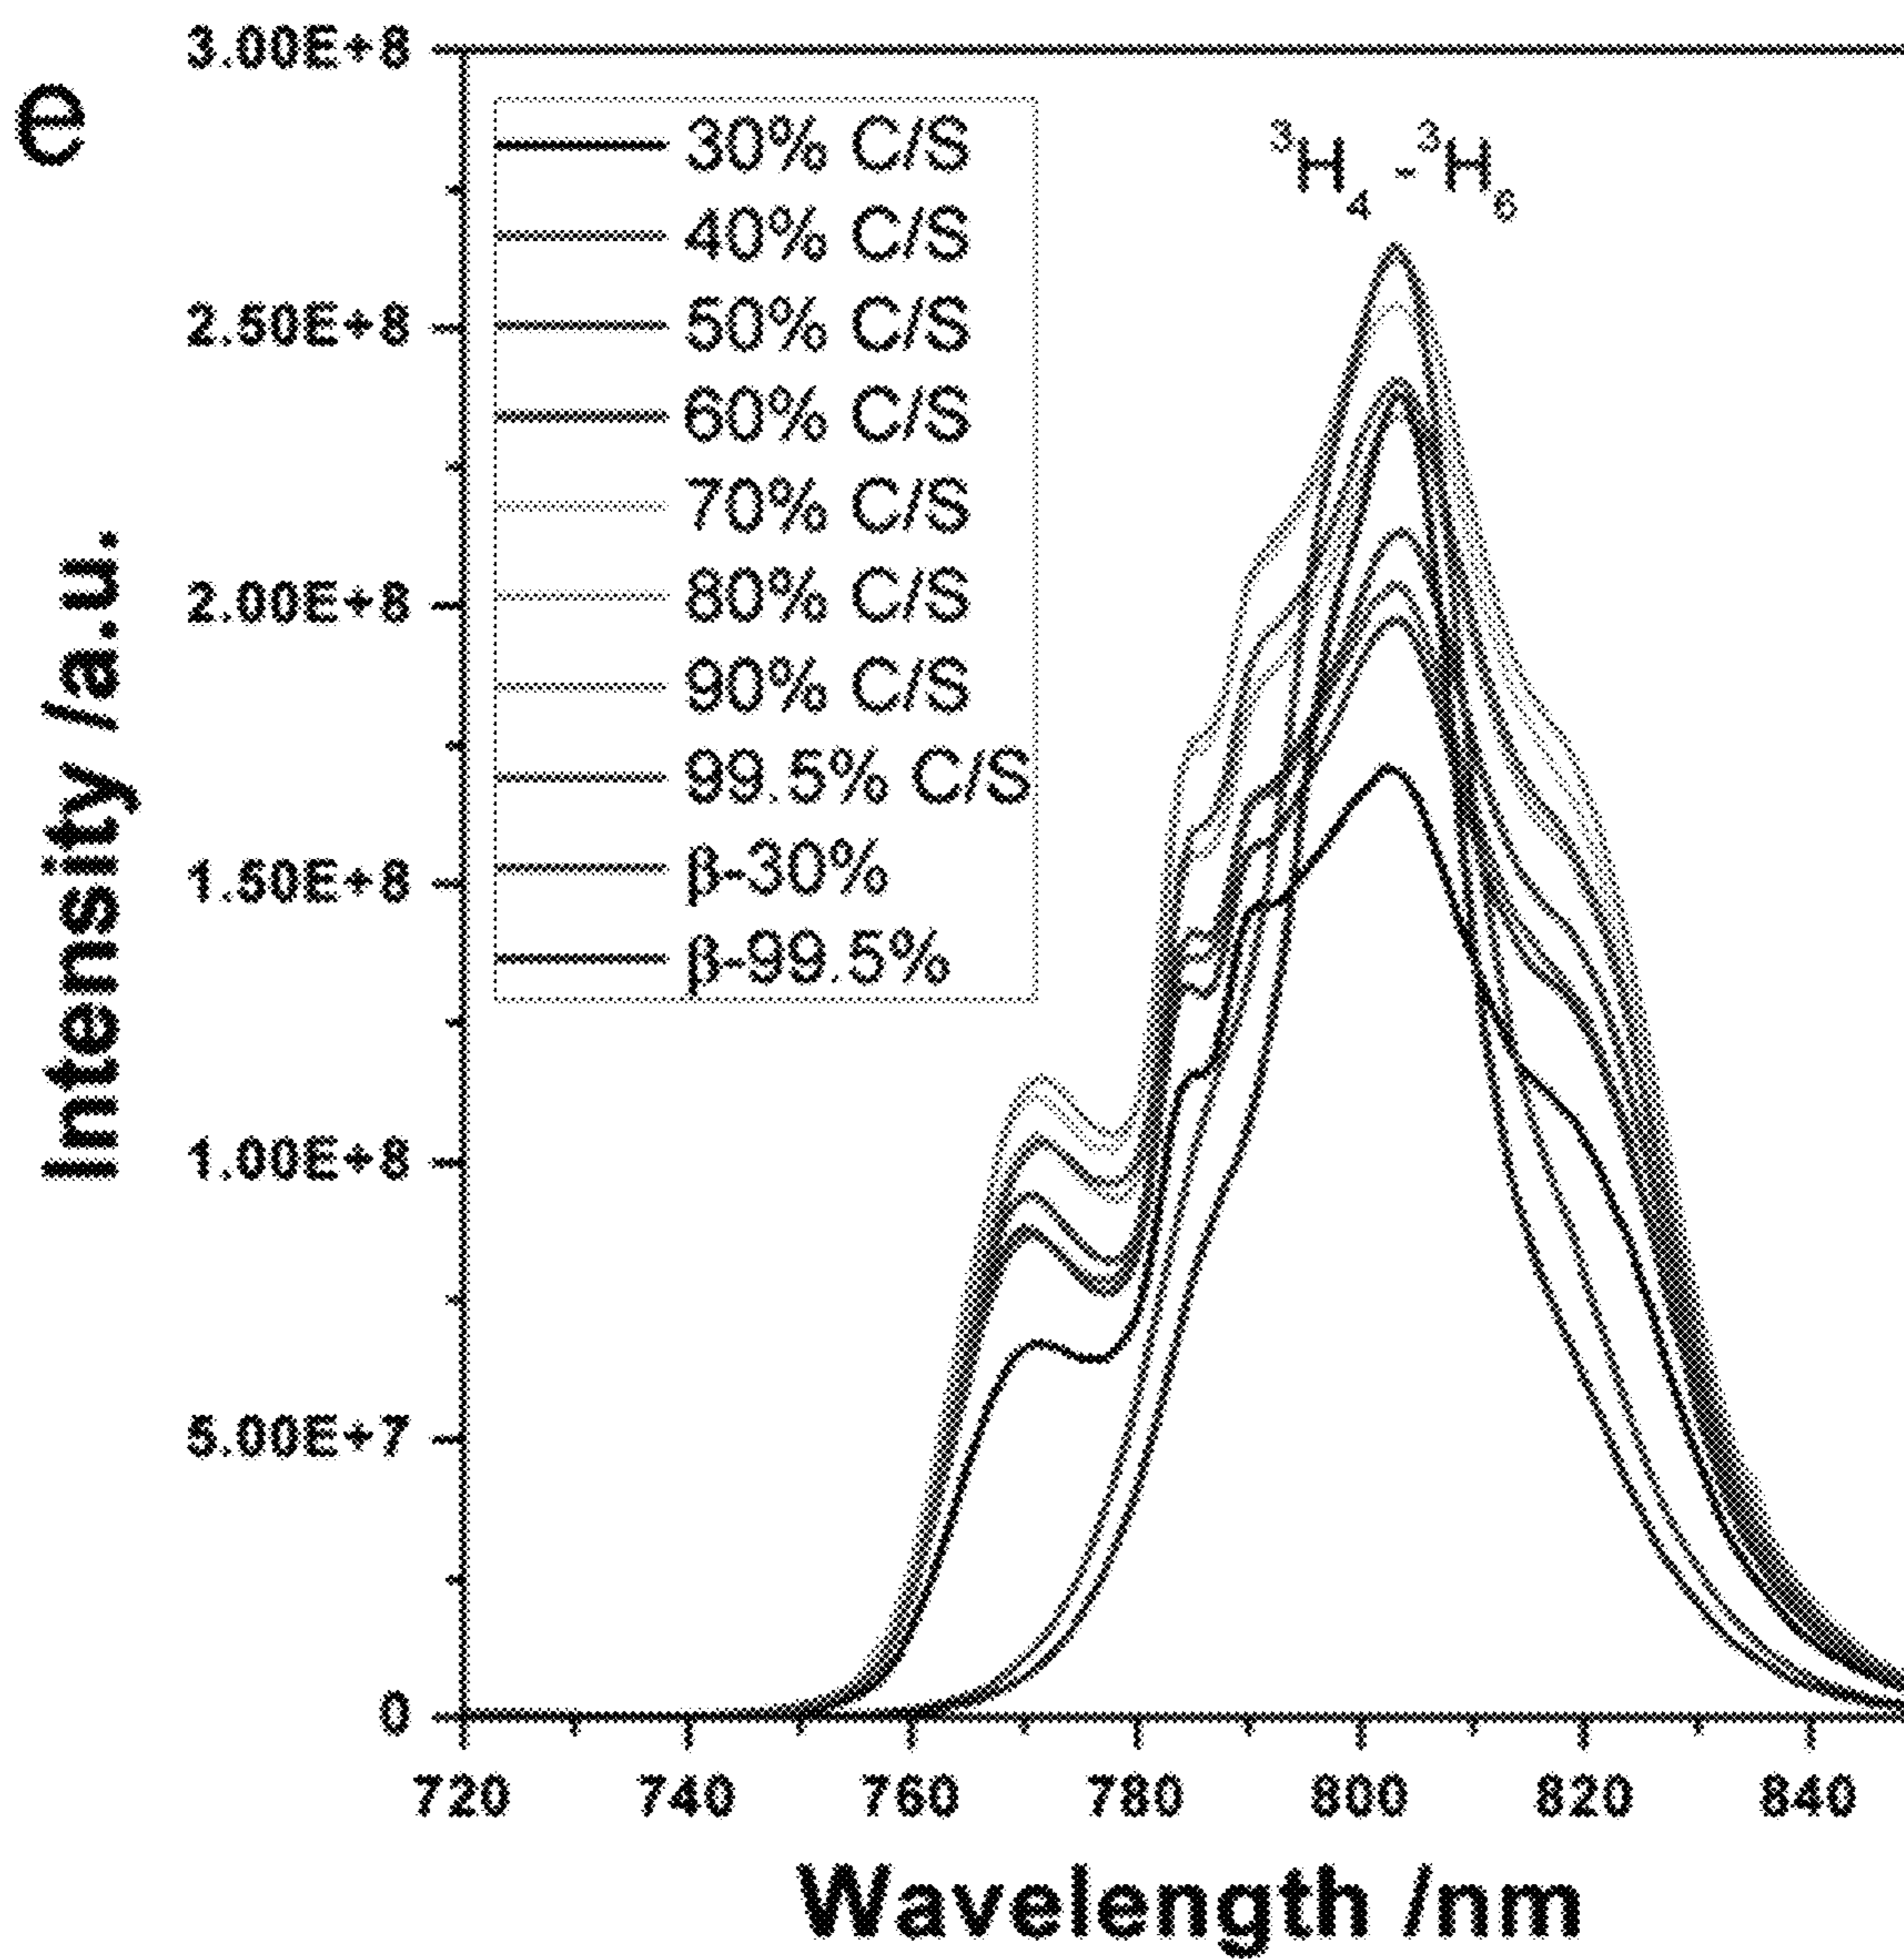 e
3.00E+8
2.50E+8
2.00E+8
1.50E+8
1.00E+8
5.00E+7
0
Intensity /a.u.
30% C/S
40% C/S
50% C/S
60% C/S
70% C/S
80% C/S
90% C/S
99.5% C/S
β-30%
β-99.5%
³H₄ - ³H₆
720 740 760 780 800 820 840
Wavelength /nm